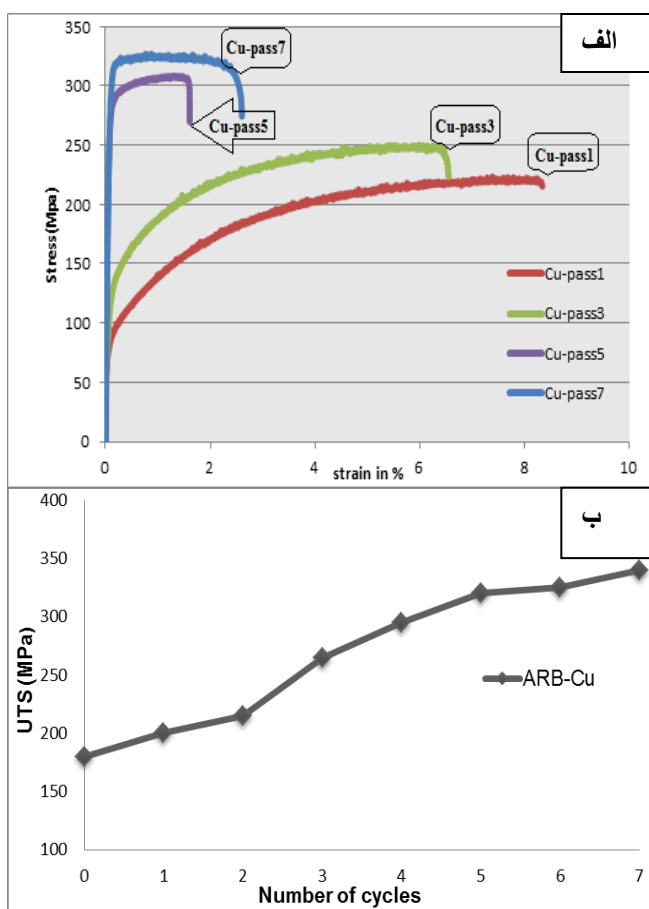 الف
350
300
250
200
150
100
50
0
Stress(Mpa)
Cu-pass7
Cu-pass5
Cu-pass3
Cu-pass1
Cu-pass1
Cu-pass3
Cu-pass5
Cu-pass7
0 2 4 6 8 10
strain in %
ب
400
350
300
250
200
150
100
UTS (MPa)
ARB-Cu
0 1 2 3 4 5 6 7
Number of cycles